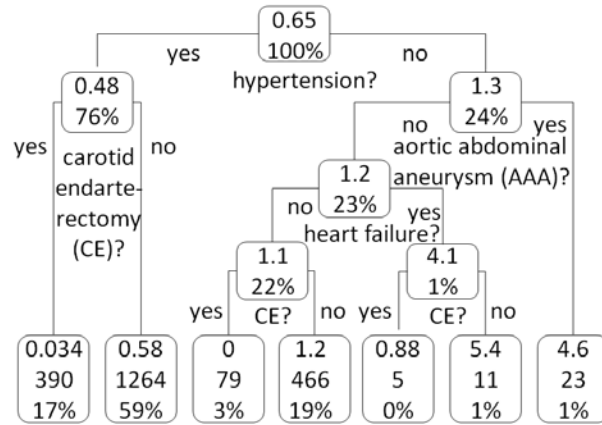 0.65
100%
yes
no
hypertension?
0.48
76%
1.3
24%
yes
no
carotid
endarte-
rectomy
(CE)?
no
yes
aortic abdominal
aneurysm (AAA)?
1.2
23%
no
yes
heart failure?
1.1
22%
4.1
1%
yes
CE?
no
yes
CE?
no
0.034
390
17%
0.58
1264
59%
0
79
3%
1.2
466
19%
0.88
5
0%
5.4
11
1%
4.6
23
1%